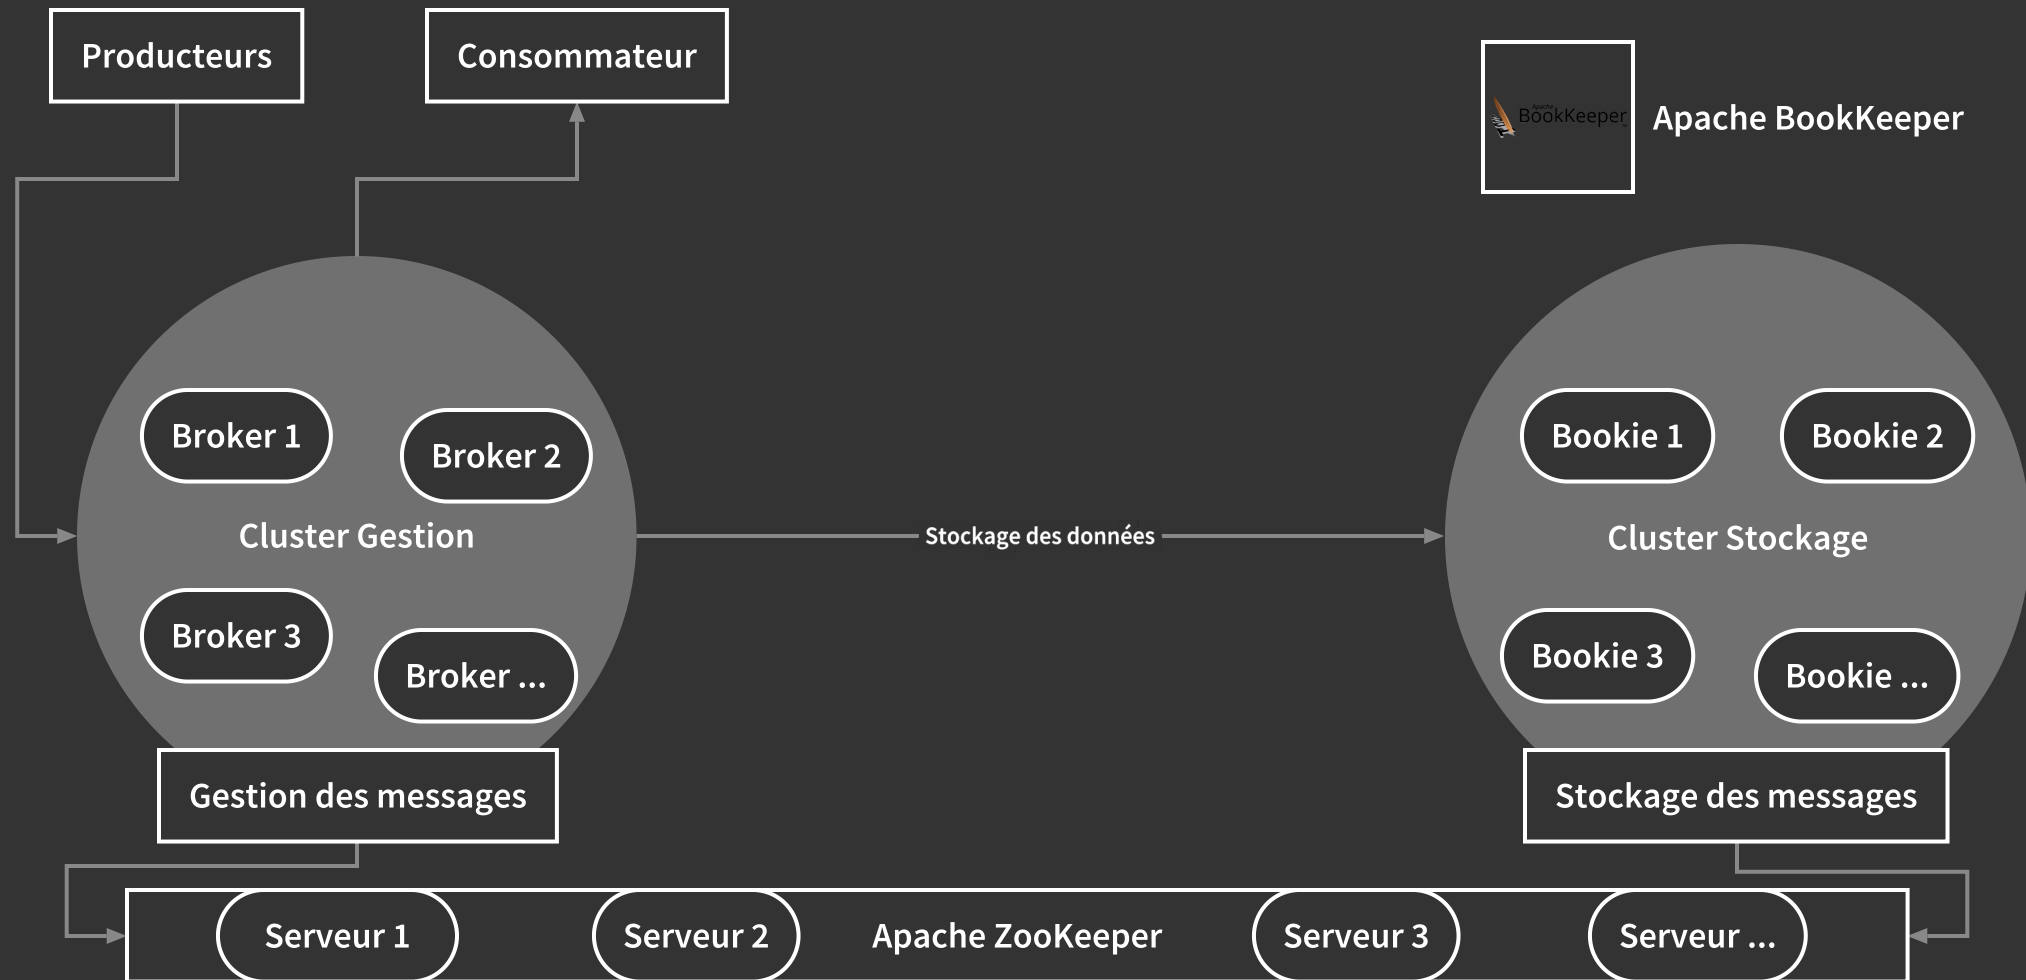 Producteurs
Consommateur
Apache
BookKeeper
Apache BookKeeper
Broker 1
Broker 2
Cluster Gestion
Broker 3
Broker ...
Gestion des messages
Stockage des données
Bookie 1
Bookie 2
Cluster Stockage
Bookie 3
Bookie ...
Stockage des messages
Serveur 1
Serveur 2
Apache ZooKeeper
Serveur 3
Serveur ...